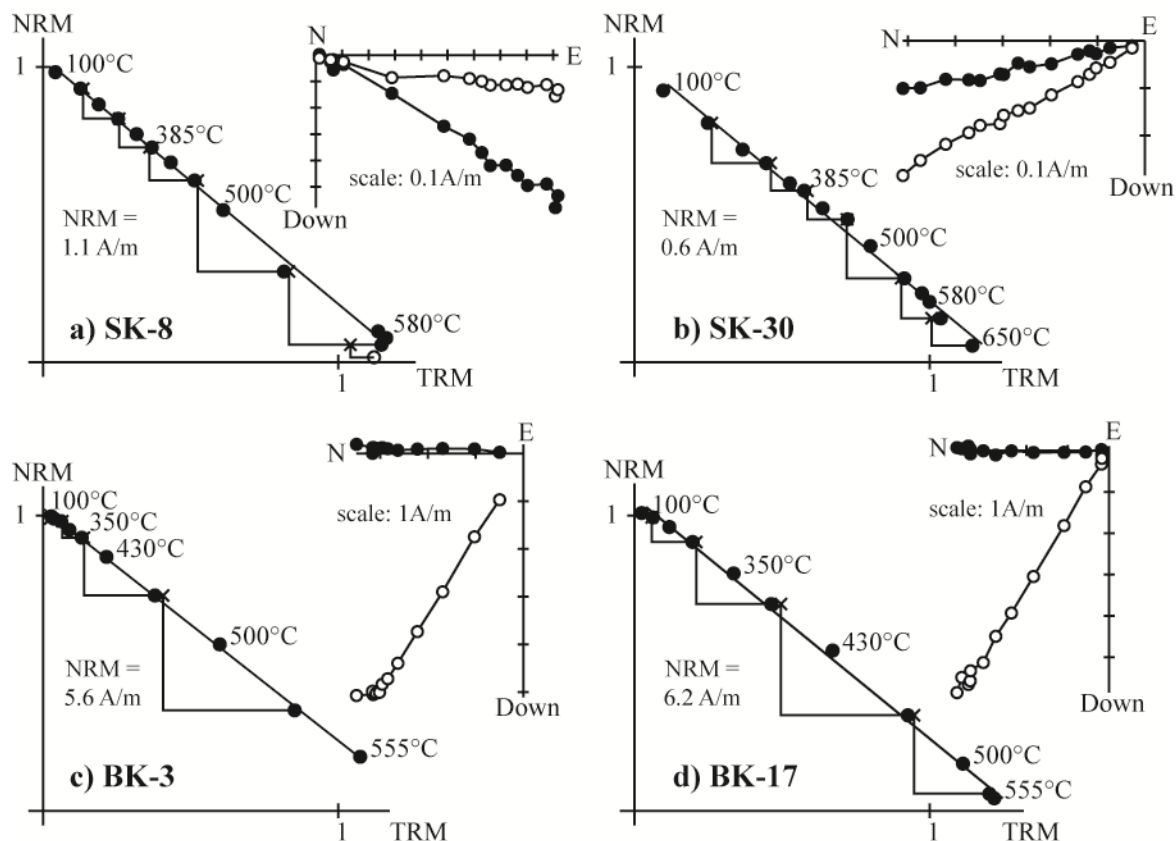 NRM
1
100°C
385°C
500°C
580°C
NRM =
1.1 A/m
a) SK-8
1
TRM
N
E
scale: 0.1A/m
Down
NRM
1
100°C
385°C
500°C
580°C
650°C
NRM =
0.6 A/m
b) SK-30
1
TRM
N
E
scale: 0.1A/m
Down
NRM
1
100°C
350°C
430°C
500°C
555°C
NRM =
5.6 A/m
c) BK-3
1
TRM
N
E
scale: 1A/m
Down
NRM
1
100°C
350°C
430°C
500°C
555°C
NRM =
6.2 A/m
d) BK-17
1
TRM
N
E
scale: 1A/m
Down